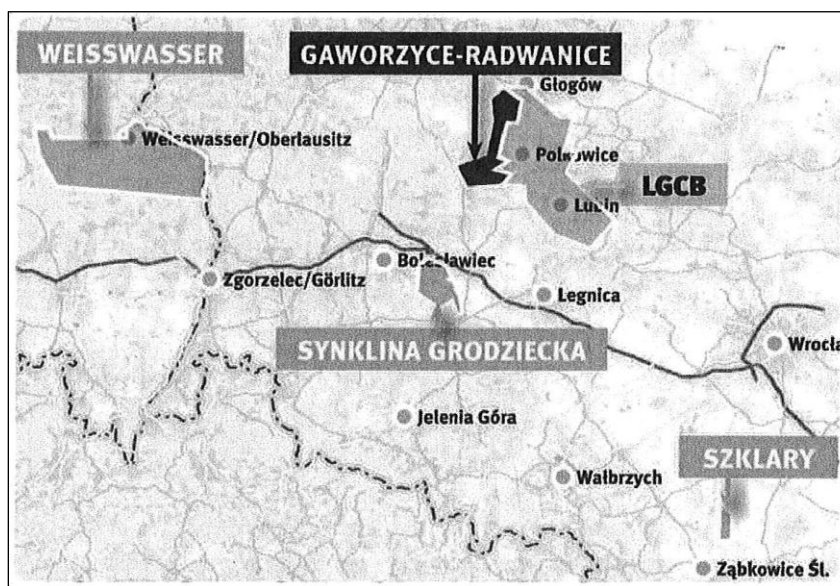 WEISSWASSER
GAWORZYCE-RADWANICE
Głogów
Weisswasser/Oberlausitz
Polkowice
LGCB
Lubin
Bolesławiec
Zgorzelec/Görlitz
Legnica
Wrocła
SYNKLINA GRODZIECKA
Jelenia Góra
SZKLARY
Wałbrzych
Ząbkowice Śl.